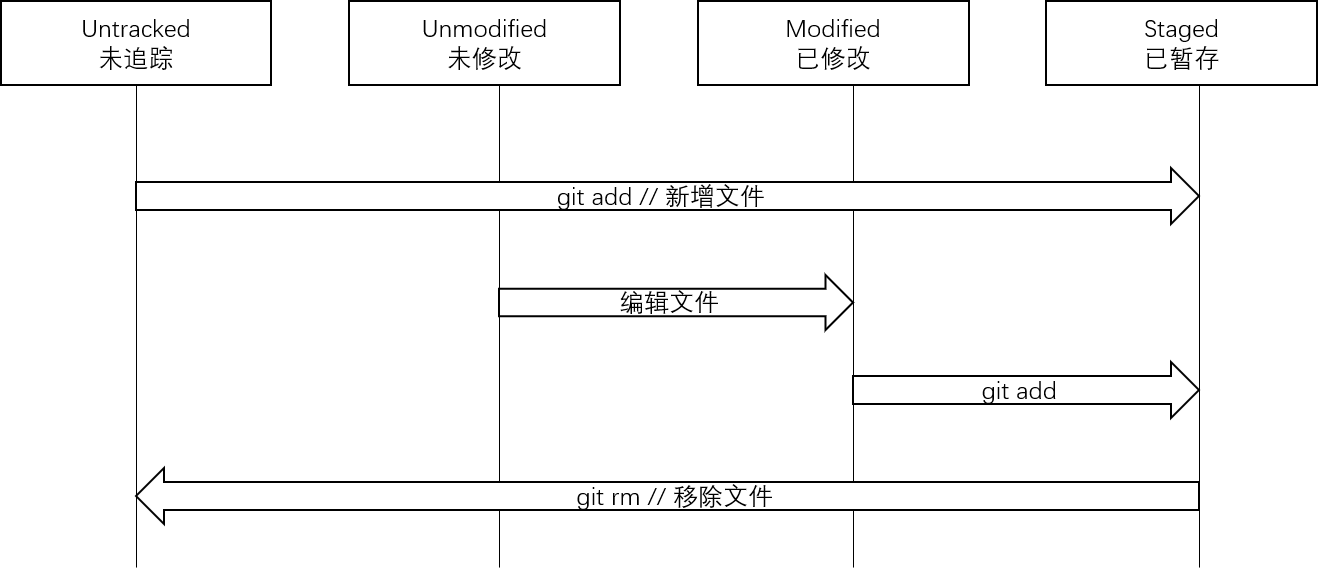 Untracked
未追踪
Unmodified
未修改
Modified
已修改
Staged
已暂存
git add // 新增文件
编辑文件
git add
git rm // 移除文件